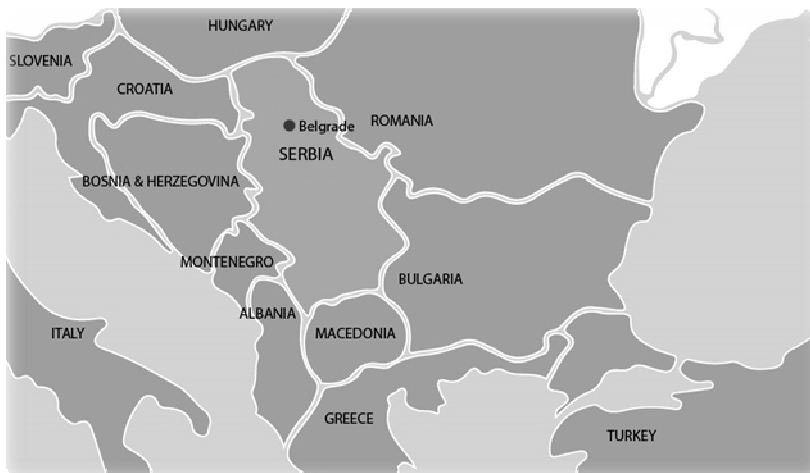 HUNGARY
SLOVENIA
CROATIA
ROMANIA
Belgrade
SERBIA
BOSNIA & HERZEGOVINA
MONTENEGRO
BULGARIA
ALBANIA
MACEDONIA
ITALY
GREECE
TURKEY